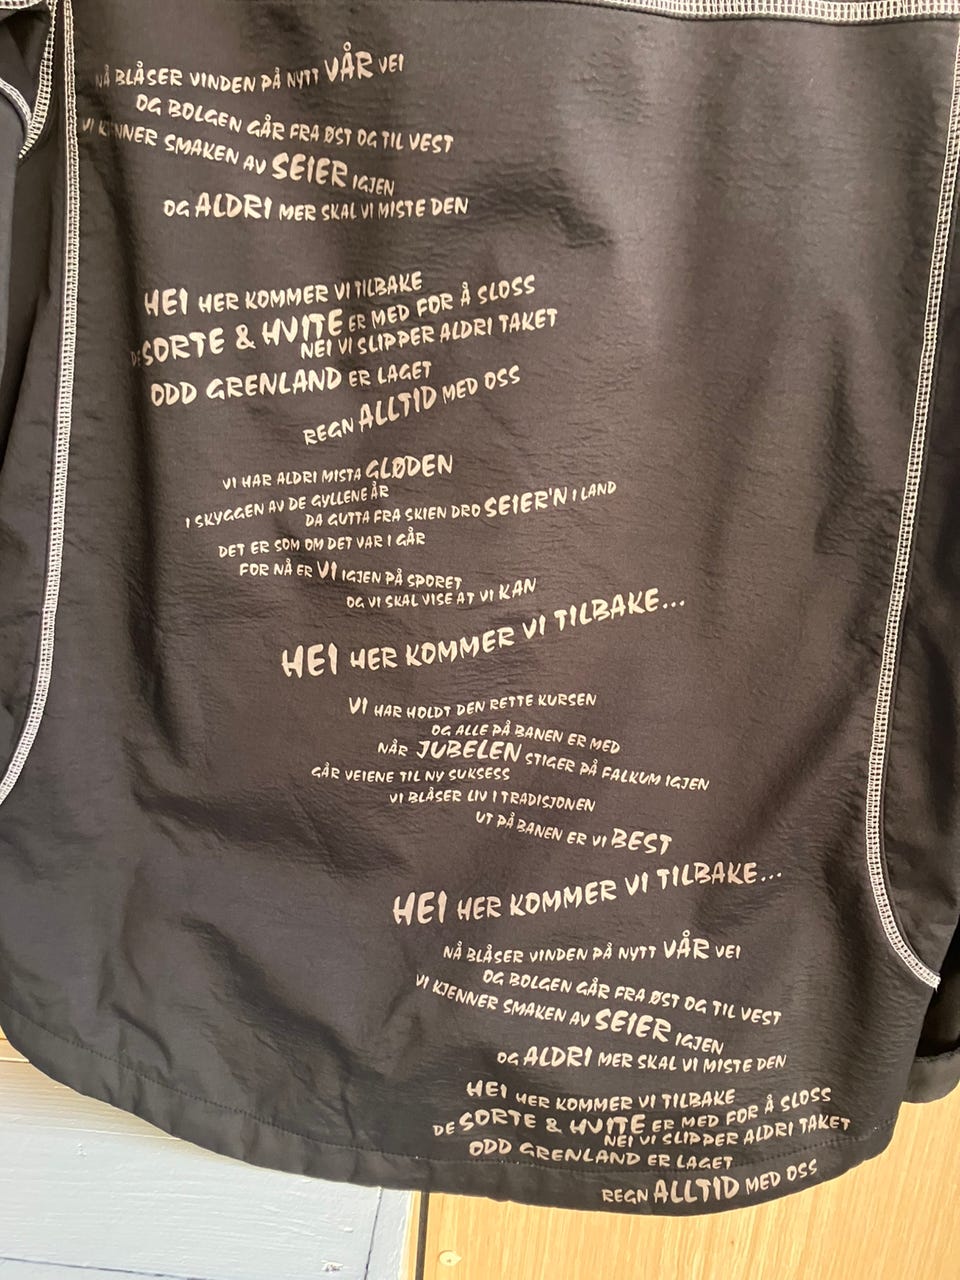 NÅ BLÅSER VINDEN PÅ NYTT VÅR VEI
OG BOLGEN GÅR FRA ØST OG TIL VEST
VI KJENNER SMAKEN AV SEIER IGJEN
OG ALDRI MER SKAL VI MISTE DEN
HEI HER KOMMER VI TILBAKE
DE SORTE & HVITE ER MED FOR Å SLOSS
NEI VI SLIPPER ALDRI TAKET
ODD GRENLAND ER LAGET
REGN ALLTID MED OSS
VI HAR ALDRI MISTA GLØDEN
I SKYGGEN AV DE GYLLENE ÅR
DA GUTTA FRA SKIEN DRO SEIER'N I LAND
DET ER SOM OM DET VAR I GÅR
FOR NÅ ER VI IGJEN PÅ SPORET
OG VI SKAL VISE AT VI KAN
HEI HER KOMMER VI TILBAKE...
VI HAR HOLDT DEN RETTE KURSEN
OG ALLE PÅ BANEN ER MED
NÅR JUBELEN STIGER PÅ FALKUM IGJEN
GÅR VEIENE TIL NY SUKSESS
VI BLÅSER LIV I TRADISJONEN
UT PÅ BANEN ER VI BEST
HEI HER KOMMER VI TILBAKE...
NÅ BLÅSER VINDEN PÅ NYTT VÅR VEI
OG BOLGEN GÅR FRA ØST OG TIL VEST
VI KJENNER SMAKEN AV SEIER IGJEN
OG ALDRI MER SKAL VI MISTE DEN
HEI HER KOMMER VI TILBAKE
DE SORTE & HVITE ER MED FOR Å SLOSS
NEI VI SLIPPER ALDRI TAKET
ODD GRENLAND ER LAGET
REGN ALLTID MED OSS